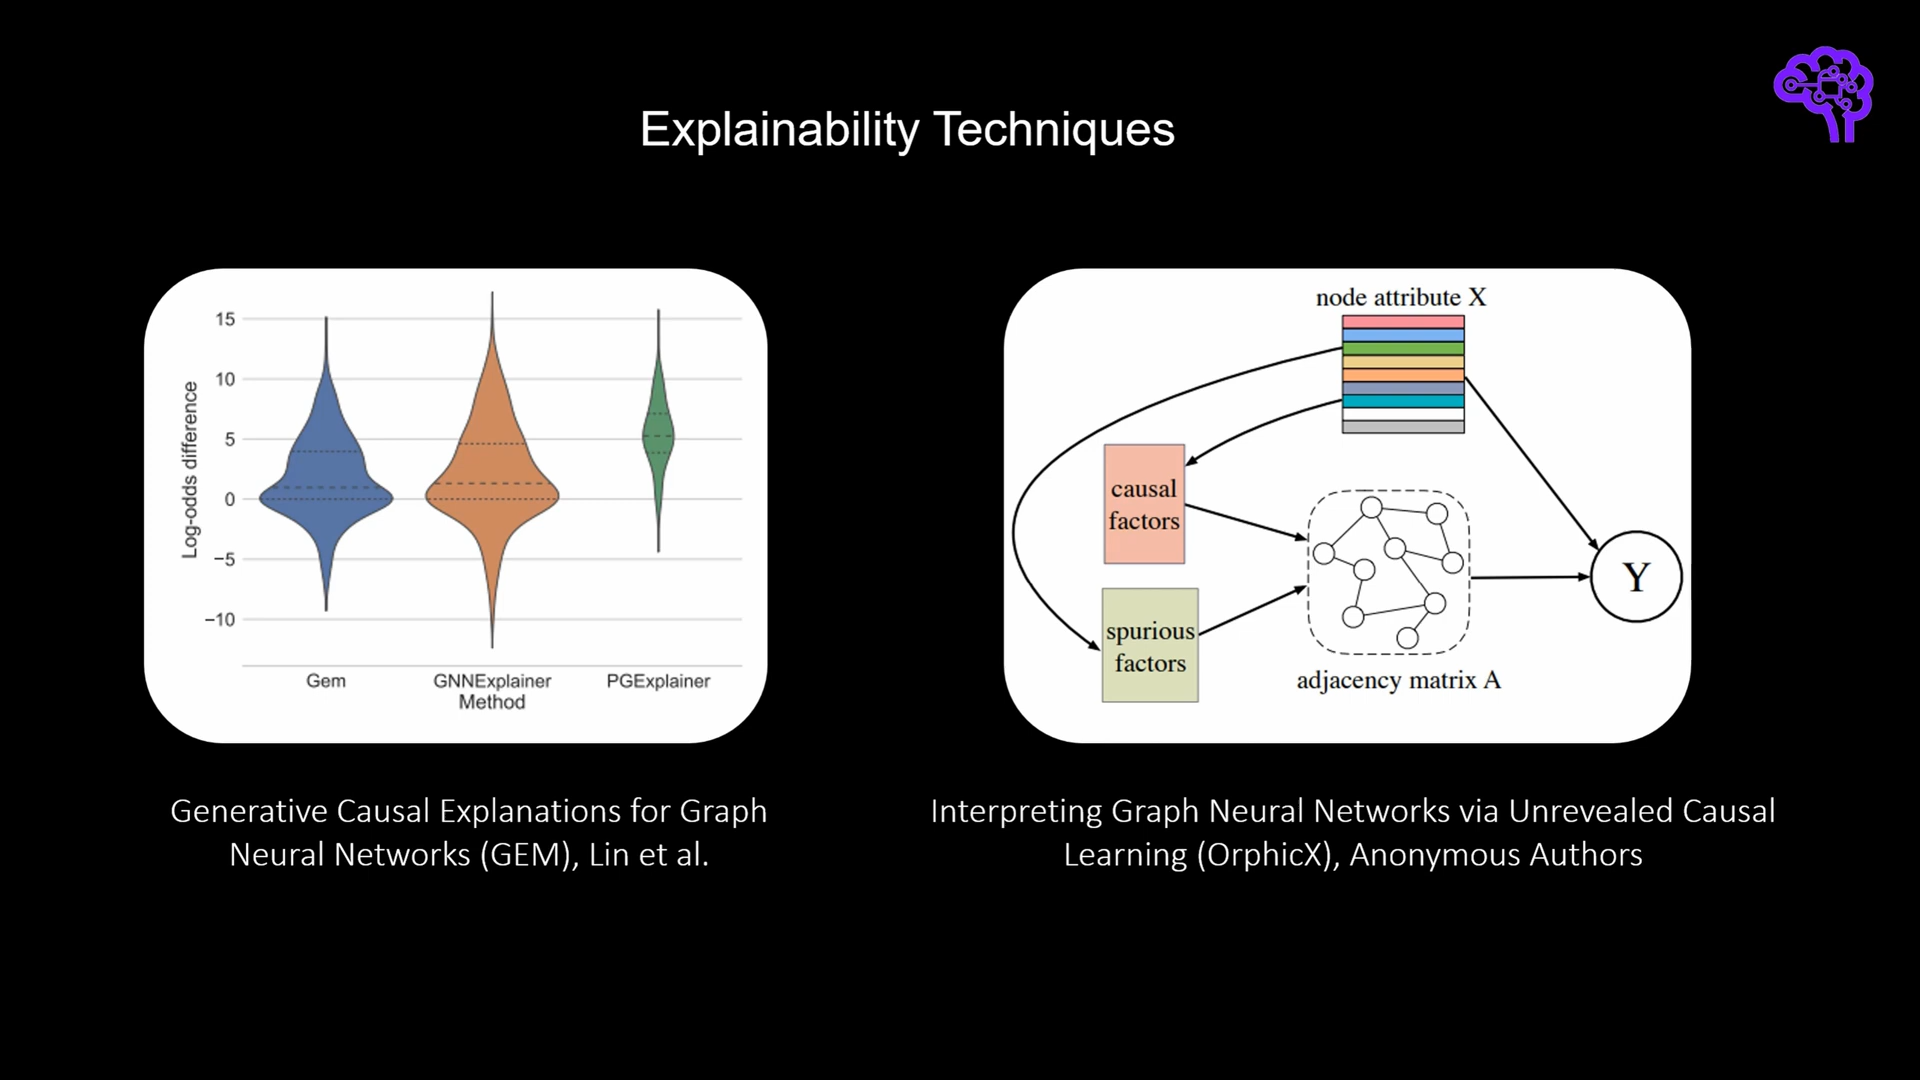 Explainability Techniques
15
10
5
0
−5
−10
Log-odds difference
Gem
GNNExplainer
PGExplainer
Method
node attribute X
causal
factors
spurious
factors
Y
adjacency matrix A
Generative Causal Explanations for Graph
Neural Networks (GEM), Lin et al.
Interpreting Graph Neural Networks via Unrevealed Causal
Learning (OrphicX), Anonymous Authors